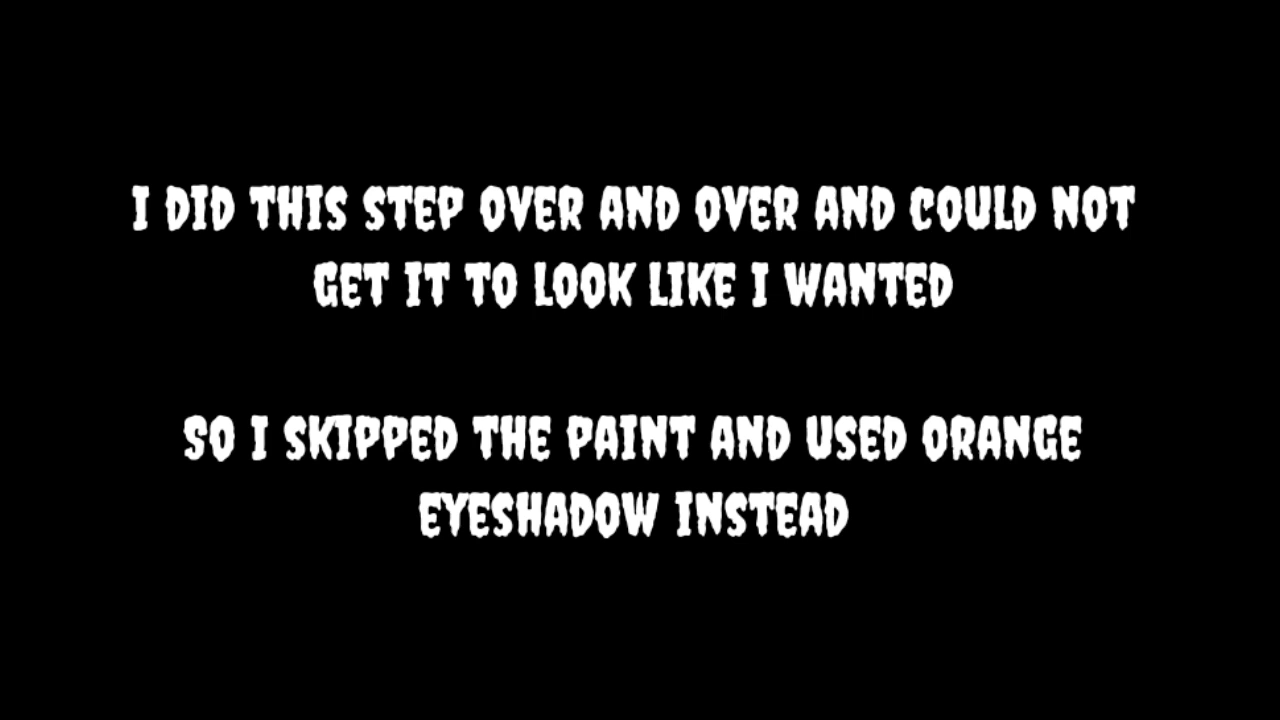 I DID THIS STEP OVER AND OVER AND COULD NOT
GET IT TO LOOK LIKE I WANTED
SO I SKIPPED THE PAINT AND USED ORANGE
EYESHADOW INSTEAD